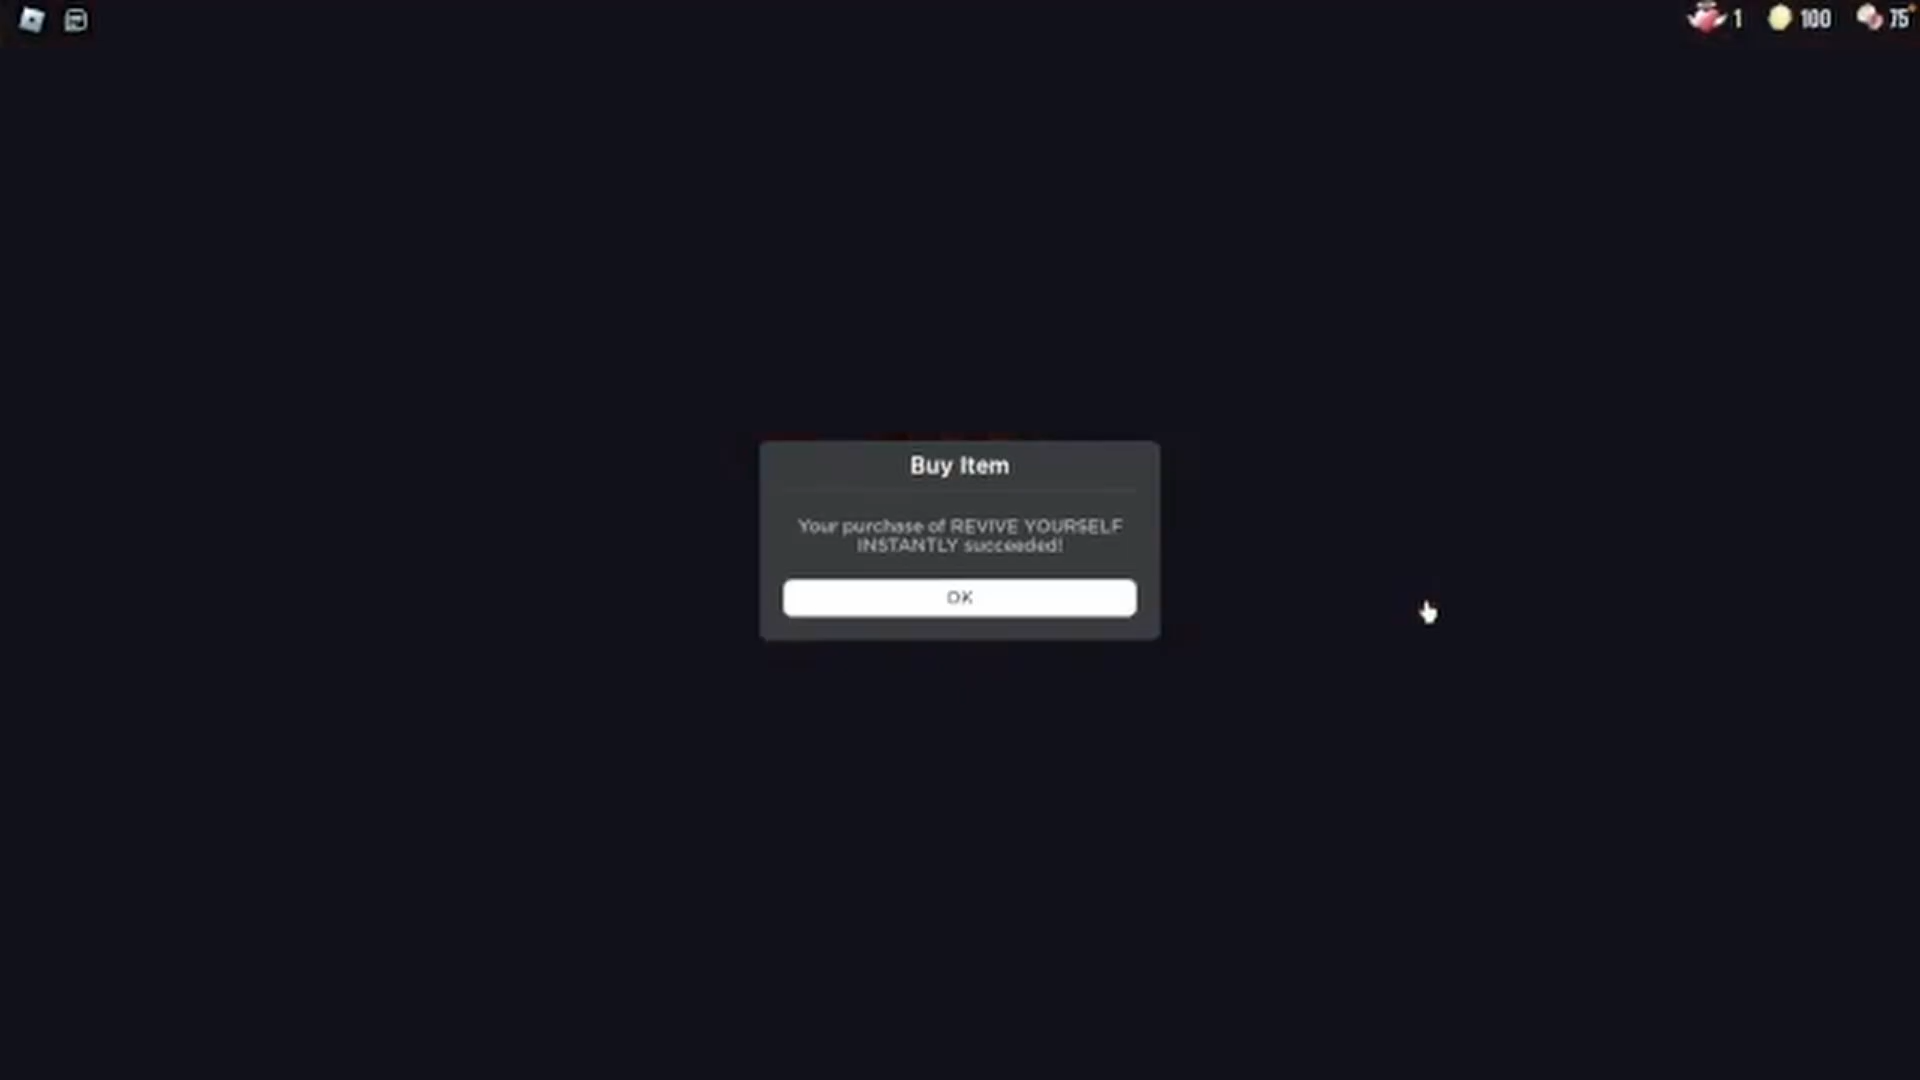 1 100 75
Buy Item
Your purchase of REVIVE YOURSELF
INSTANTLY succeeded!
OK